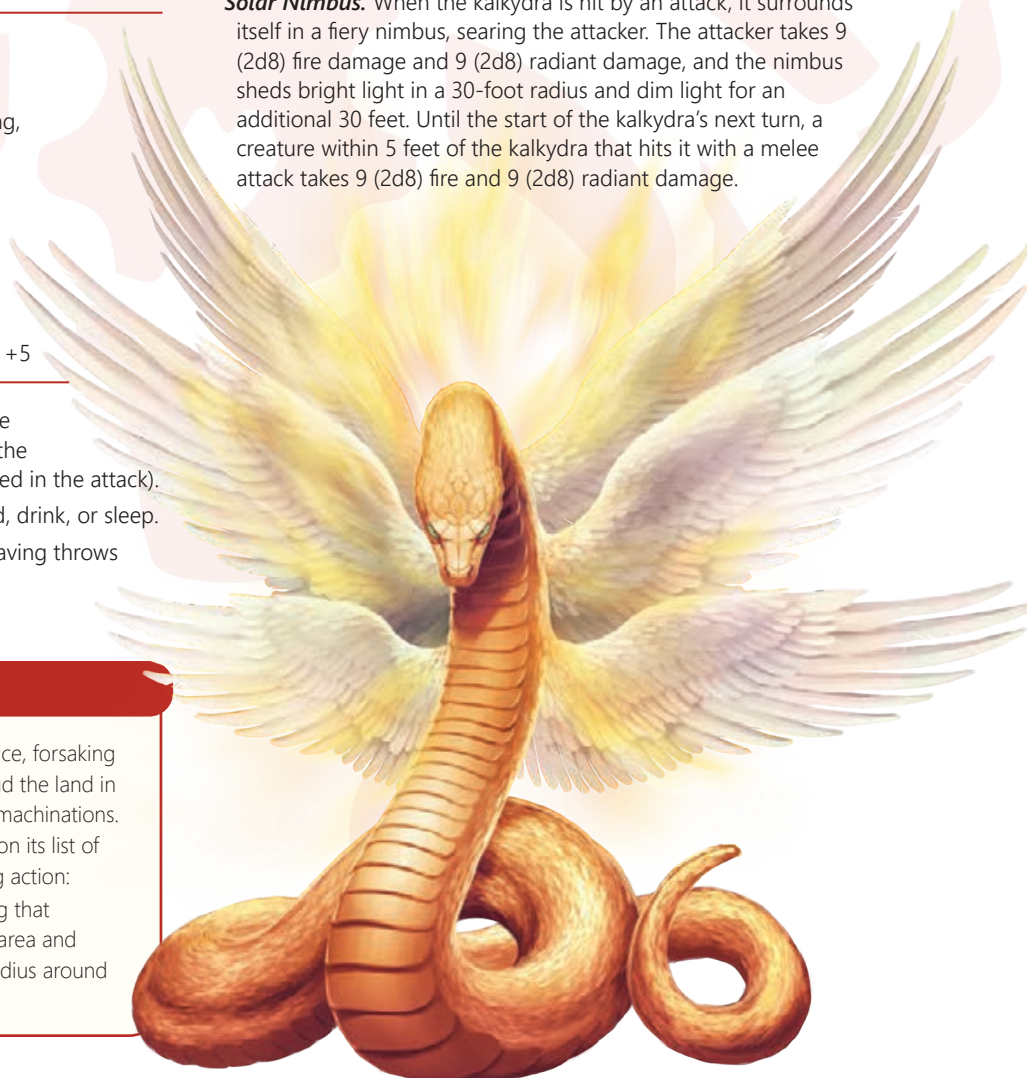 Solar Nimbus. When the kalkydra is hit by an attack, it surrounds
itself in a fiery nimbus, searing the attacker. The attacker takes 9
(2d8) fire damage and 9 (2d8) radiant damage, and the nimbus
sheds bright light in a 30-foot radius and dim light for an
additional 30 feet. Until the start of the kalkydra’s next turn, a
creature within 5 feet of the kalkydra that hits it with a melee
attack takes 9 (2d8) fire and 9 (2d8) radiant damage.
+5
the
in the attack).
drink, or sleep.
throws
forsaking
the land in
machinations.
on its list of
action:
that
area and
around